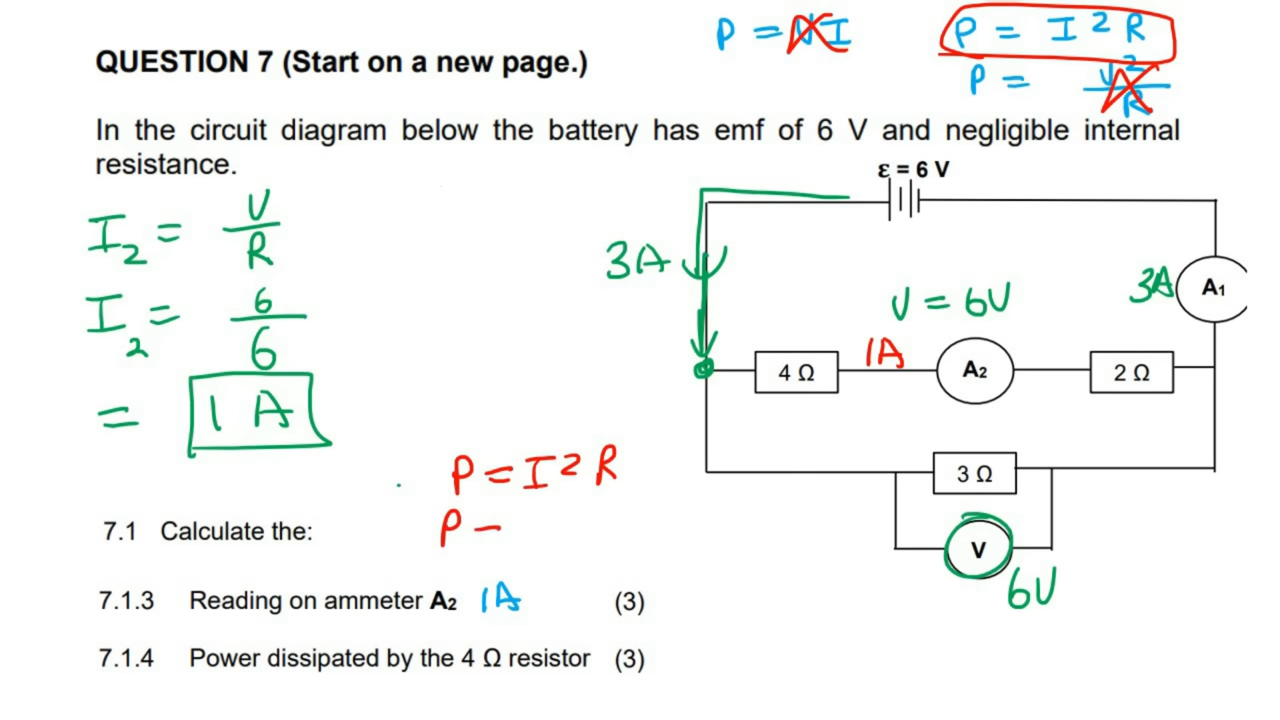 P = VI
P = I²R
QUESTION 7 (Start on a new page.)
P = V²/R
In the circuit diagram below the battery has emf of 6 V and negligible internal
resistance.
ε = 6 V
I₂ = V/R
3A
3A
A₁
V = 6V
I₂ = 6/6
1A
4 Ω
A₂
2 Ω
= 1 A
P = I²R
3 Ω
7.1 Calculate the:
P =
V
6V
7.1.3 Reading on ammeter A₂ 1A (3)
7.1.4 Power dissipated by the 4 Ω resistor (3)